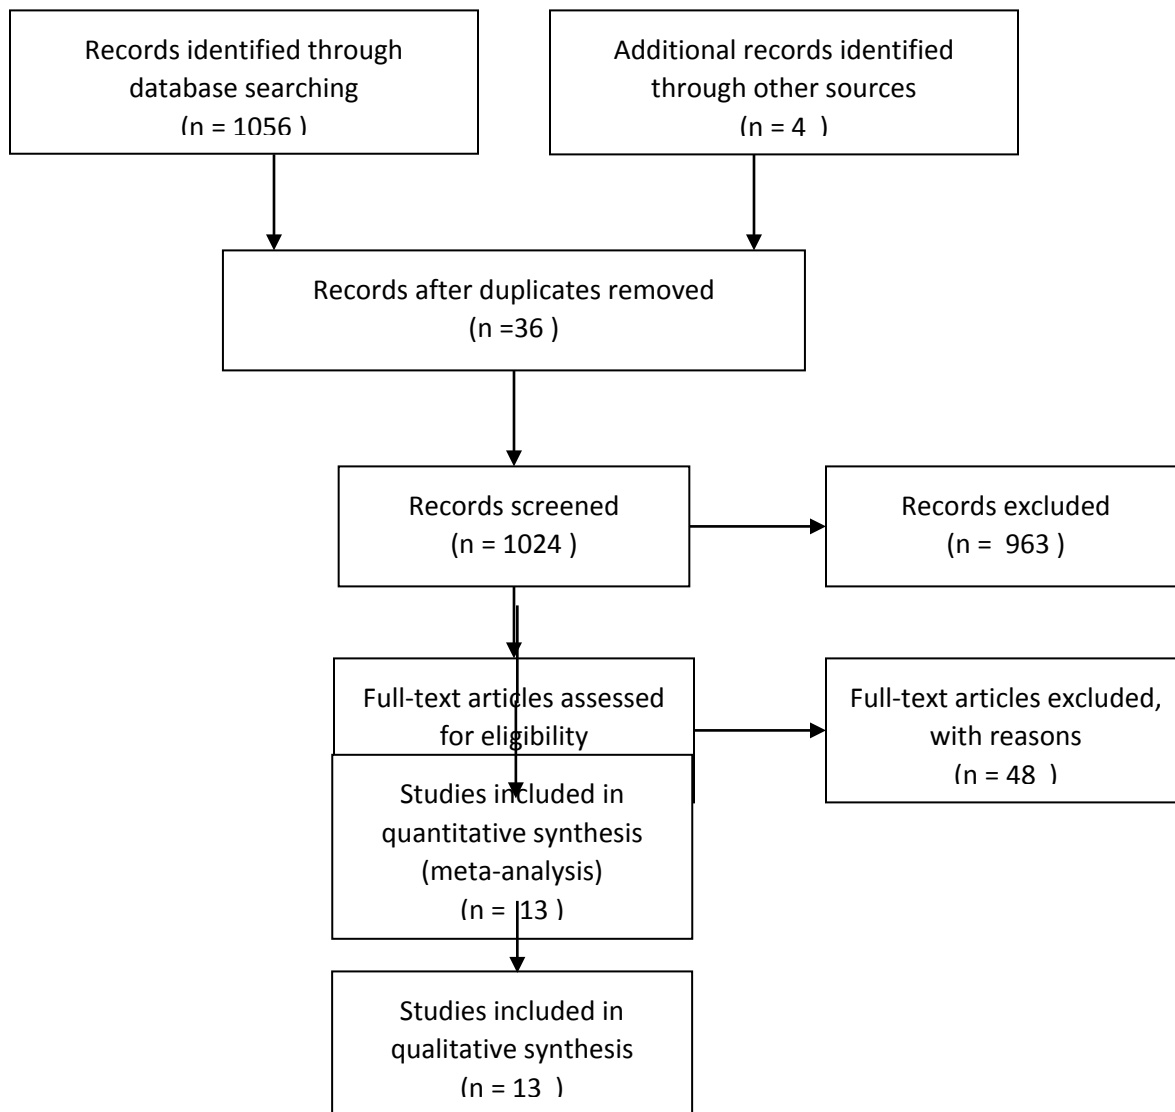 Records identified through
database searching
(n = 1056 )
Additional records identified
through other sources
(n = 4 )
Records after duplicates removed
(n =36 )
Records screened
(n = 1024 )
Records excluded
(n = 963 )
Full-text articles assessed
for eligibility
Full-text articles excluded,
with reasons
(n = 48 )
Studies included in
quantitative synthesis
(meta-analysis)
(n = 13 )
Studies included in
qualitative synthesis
(n = 13 )